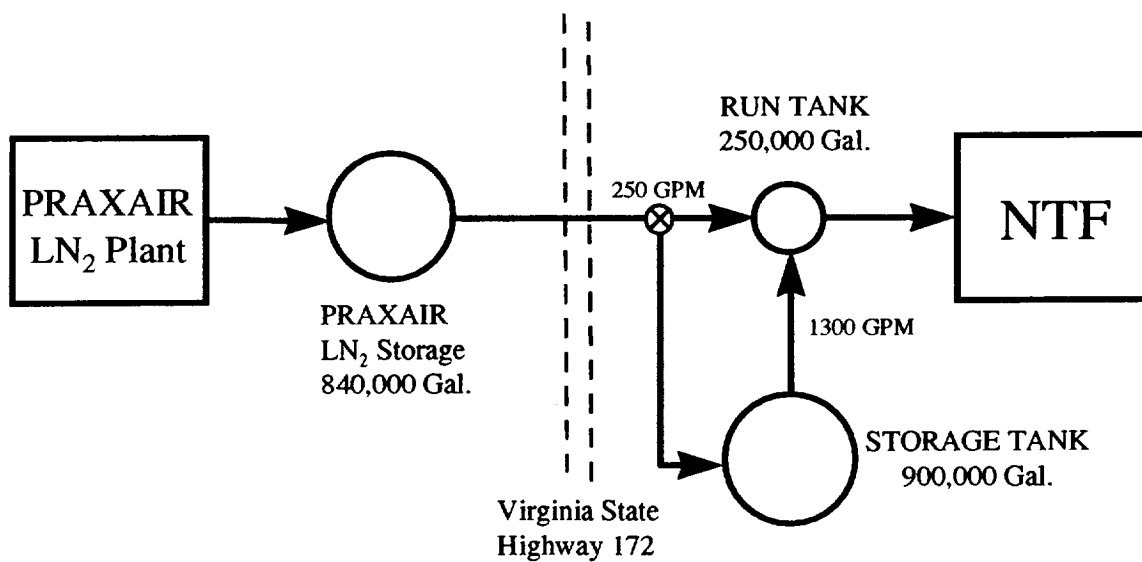 PRAXAIR
LN₂ Plant
PRAXAIR
LN₂ Storage
840,000 Gal.
Virginia State
Highway 172
250 GPM
RUN TANK
250,000 Gal.
NTF
1300 GPM
STORAGE TANK
900,000 Gal.